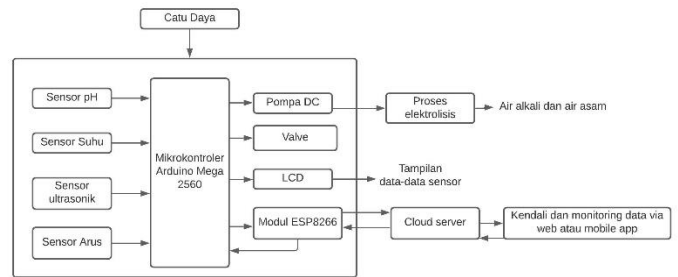 Catu Daya
Sensor pH
Sensor Suhu
Sensor
ultrasonik
Sensor Arus
Mikrokontroler
Arduino Mega
2560
Pompa DC
Valve
LCD
Modul ESP8266
Proses
elektrolisis
Air alkali dan air asam
Tampilan
data-data sensor
Cloud server
Kendali dan monitoring data via
web atau mobile app